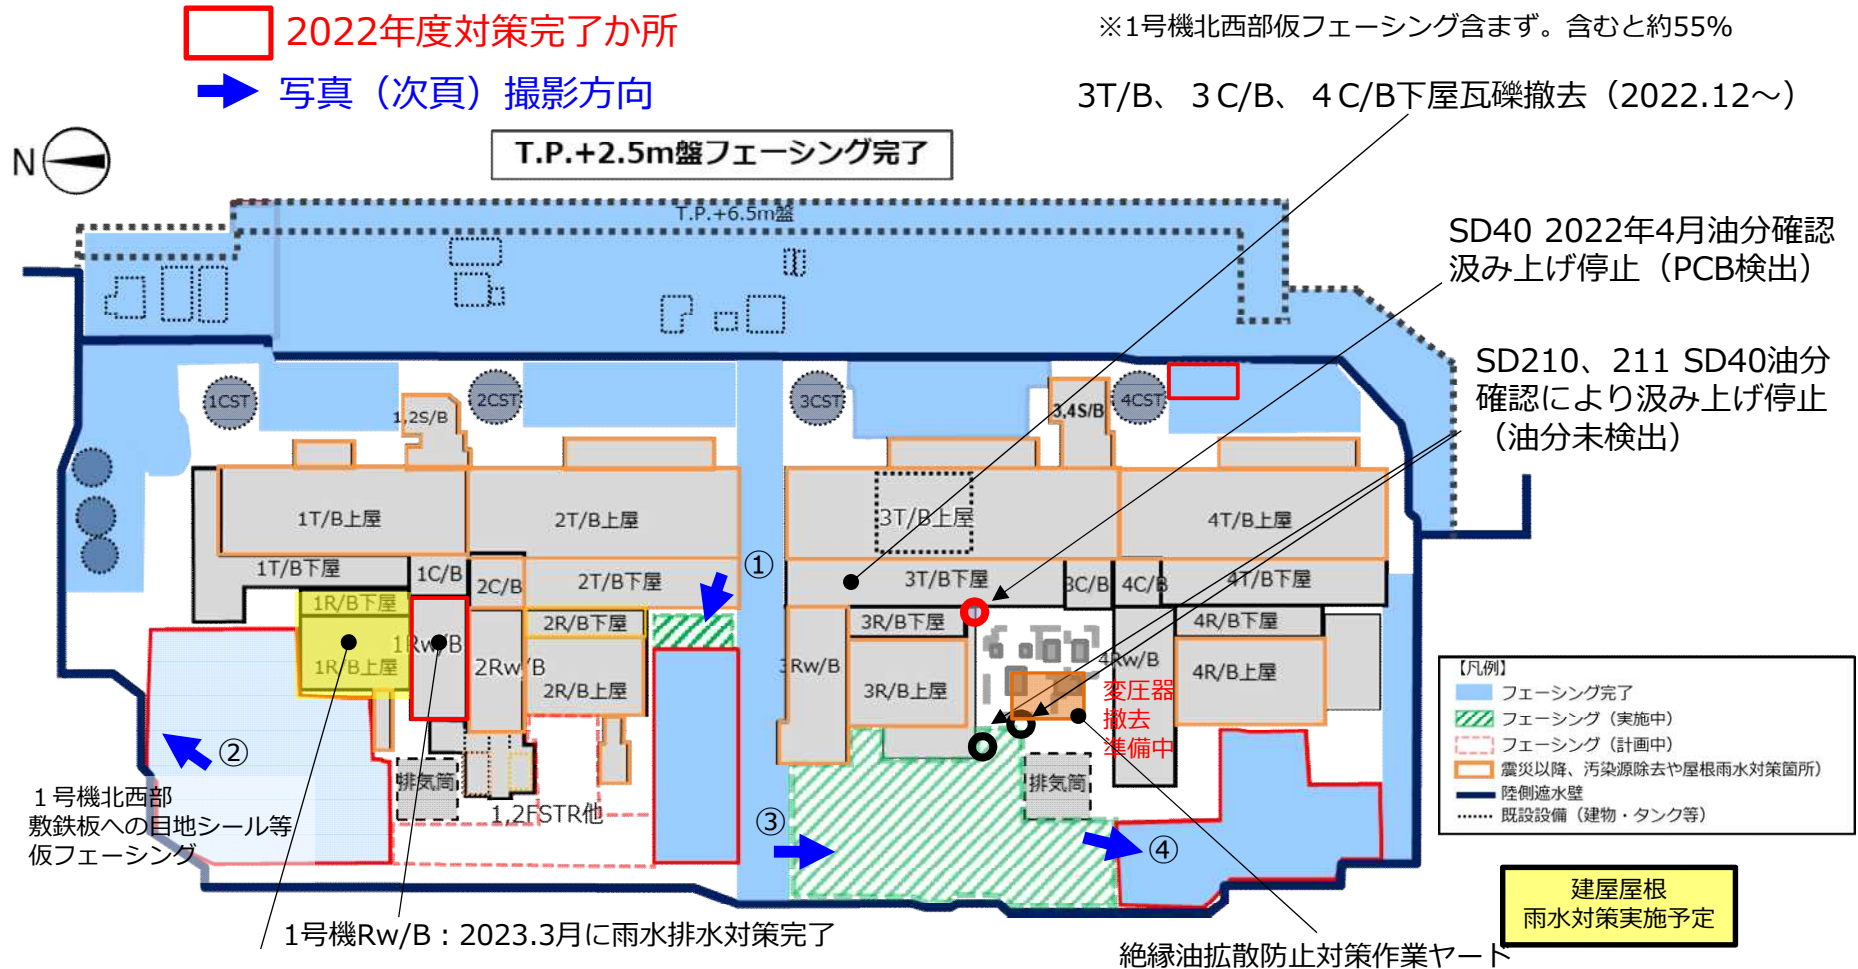 2022年度対策完了か所
写真（次頁）撮影方向
※1号機北西部仮フェーシング含まず。含むと約55%
3T/B、３C/B、４C/B下屋瓦礫撤去（2022.12～）
N
T.P.+2.5m盤フェーシング完了
T.P.+6.5m盤
SD40 2022年4月油分確認
汲み上げ停止（PCB検出）
SD210、211 SD40油分
確認により汲み上げ停止
（油分未検出）
1CST
1,2S/B
2CST
3CST
3,4S/B
4CST
1T/B上屋
2T/B上屋
3T/B上屋
4T/B上屋
1T/B下屋
1C/B
2C/B
2T/B下屋
①
3T/B下屋
3C/B
4C/B
4T/B下屋
1R/B下屋
1Rw/B
1R/B上屋
2Rw/B
2R/B下屋
2R/B上屋
3Rw/B
3R/B下屋
3R/B上屋
4Rw/B
4R/B下屋
4R/B上屋
変圧器
撤去
準備中
②
排気筒
1,2FSTR他
③
排気筒
④
１号機北西部
敷鉄板への目地シール等
仮フェーシング
【凡例】
フェーシング完了
フェーシング（実施中）
フェーシング（計画中）
震災以降、汚染源除去や屋根雨水対策箇所）
陸側遮水壁
既設設備（建物・タンク等）
建屋屋根
雨水対策実施予定
1号機Rw/B：2023.3月に雨水排水対策完了
絶縁油拡散防止対策作業ヤード